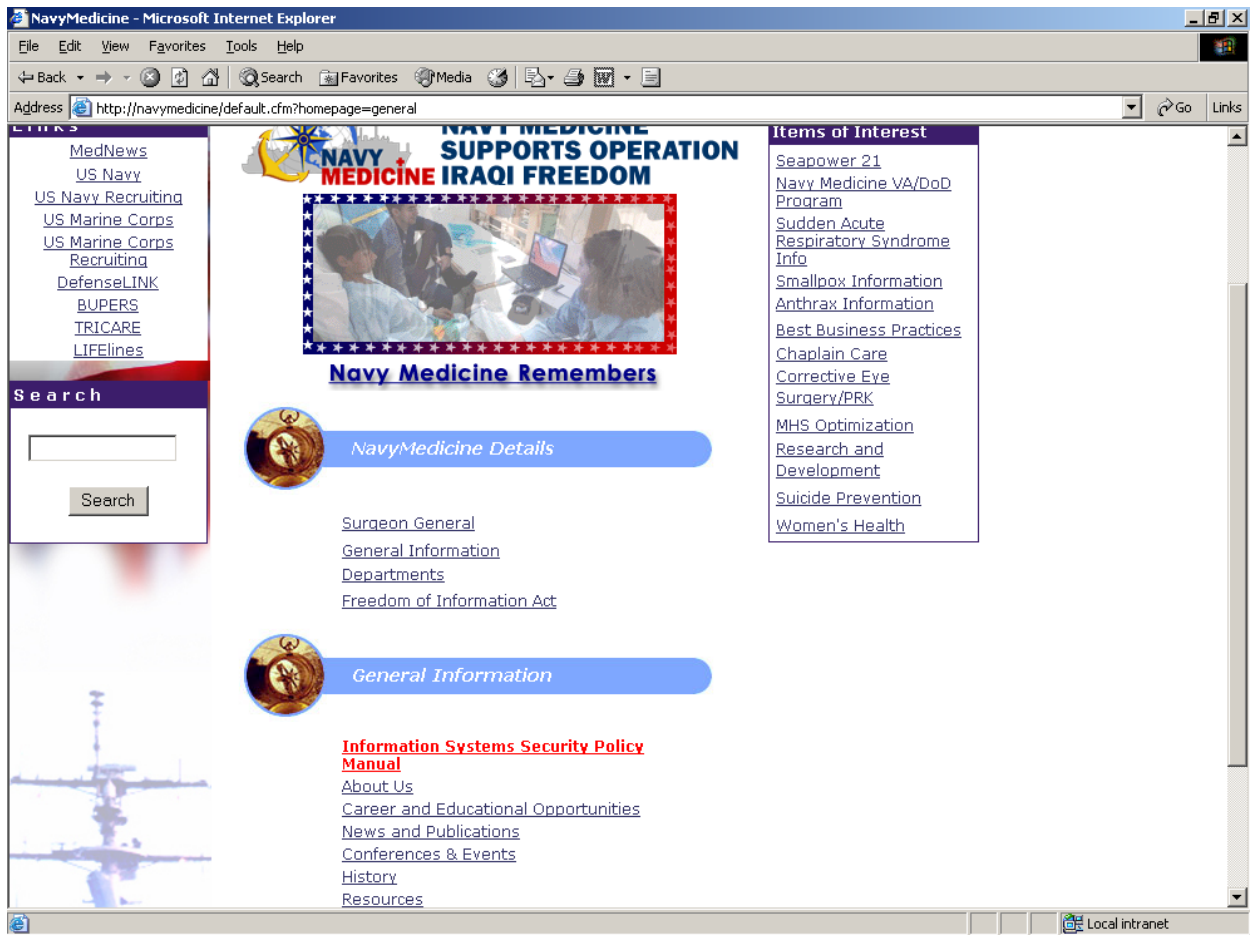 NavyMedicine - Microsoft Internet Explorer
File Edit View Favorites Tools Help
Back Search Favorites Media
Address http://navymedicine/default.cfm?homepage=general Go Links
Links
MedNews
US Navy
US Navy Recruiting
US Marine Corps
US Marine Corps
Recruiting
DefenseLINK
BUPERS
TRICARE
LIFElines
Search
Search
NAVY MEDICINE
SUPPORTS OPERATION
IRAQI FREEDOM
NAVY
MEDICINE
Navy Medicine Remembers
NavyMedicine Details
Surgeon General
General Information
Departments
Freedom of Information Act
General Information
Information Systems Security Policy
Manual
About Us
Career and Educational Opportunities
News and Publications
Conferences & Events
History
Resources
Items of Interest
Seapower 21
Navy Medicine VA/DoD
Program
Sudden Acute
Respiratory Syndrome
Info
Smallpox Information
Anthrax Information
Best Business Practices
Chaplain Care
Corrective Eye
Surgery/PRK
MHS Optimization
Research and
Development
Suicide Prevention
Women's Health
Local intranet